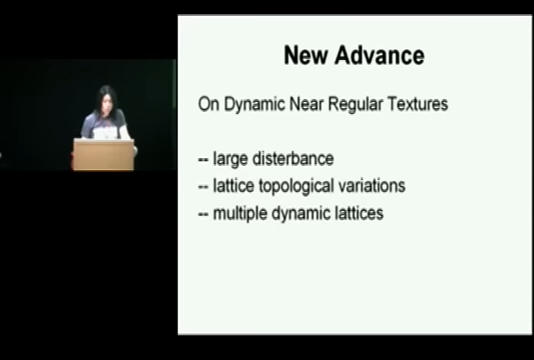 New Advance
On Dynamic Near Regular Textures
-- large disterbance
-- lattice topological variations
-- multiple dynamic lattices